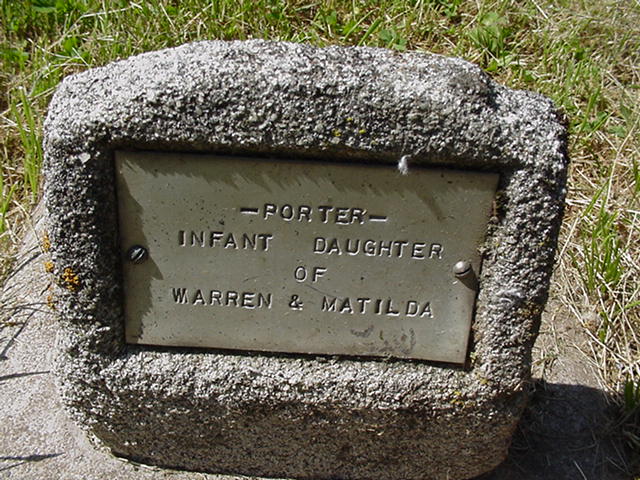 —PORTER—
INFANT DAUGHTER
OF
WARREN & MATILDA